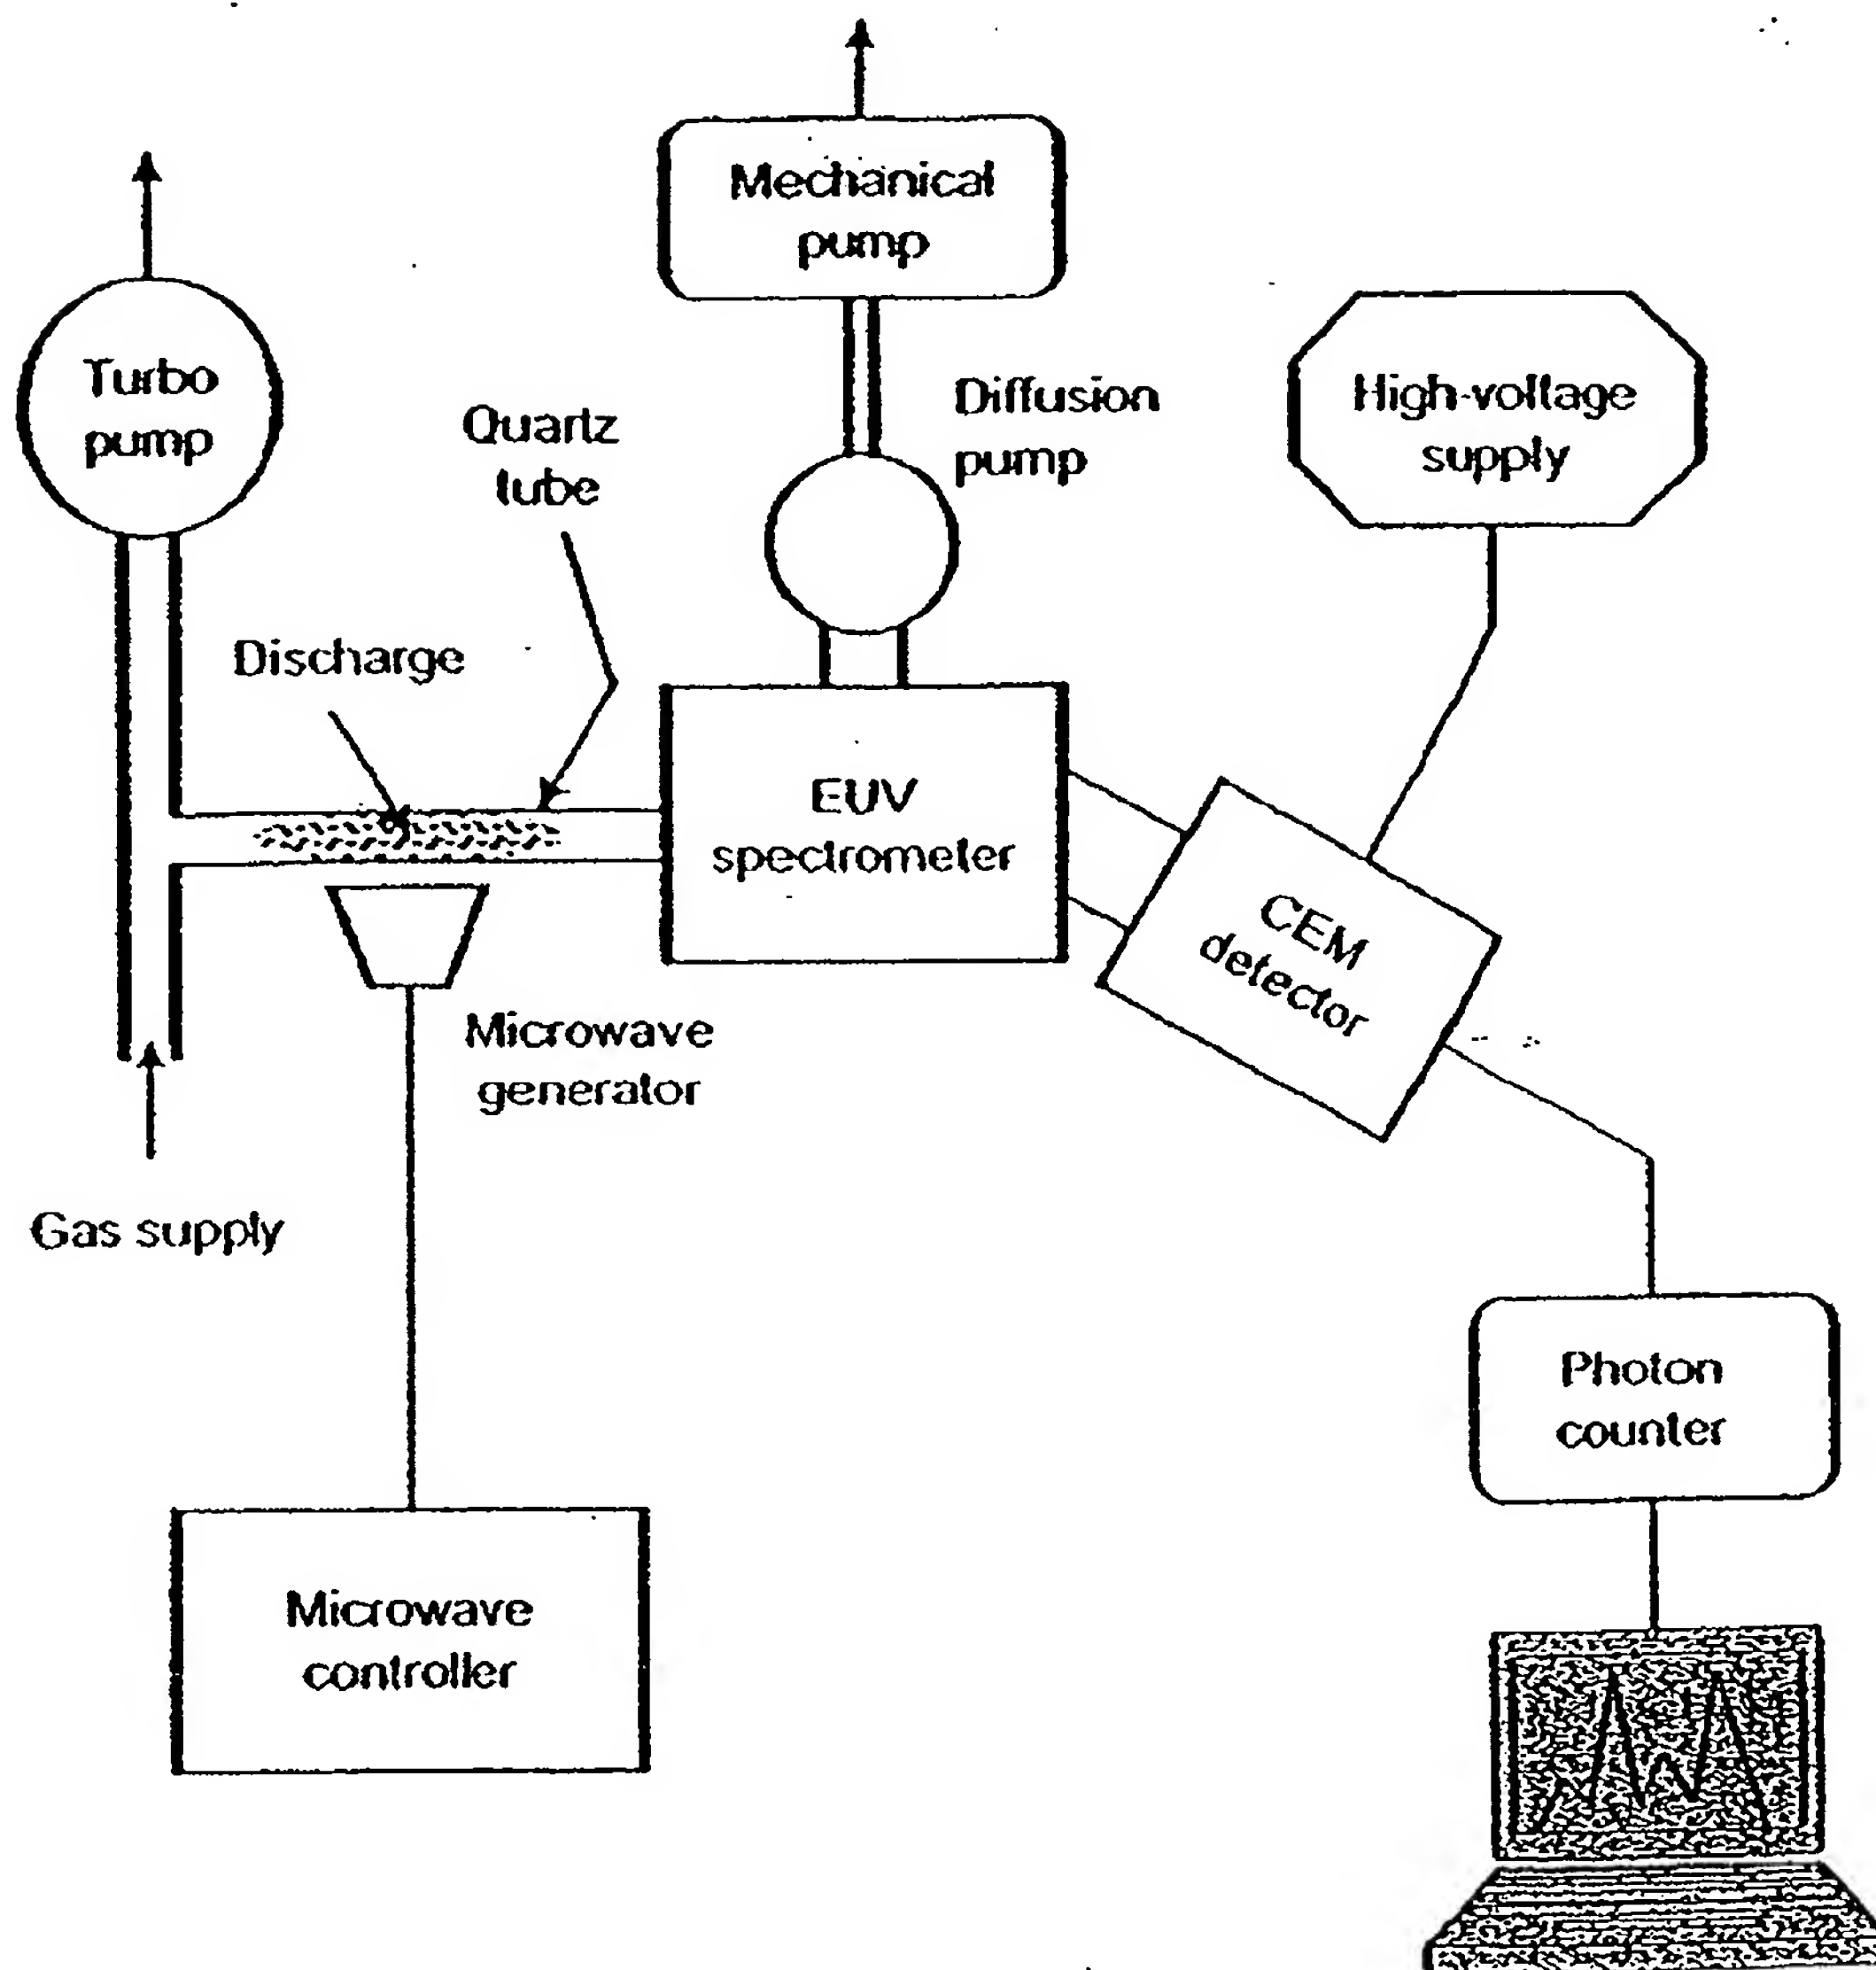 Mechanical
pump
Turbo
pump
Quartz
tube
Diffusion
pump
High-voltage
supply
Discharge
EUV
spectrometer
CEM
detector
Microwave
generator
Gas supply
Photon
counter
Microwave
controller